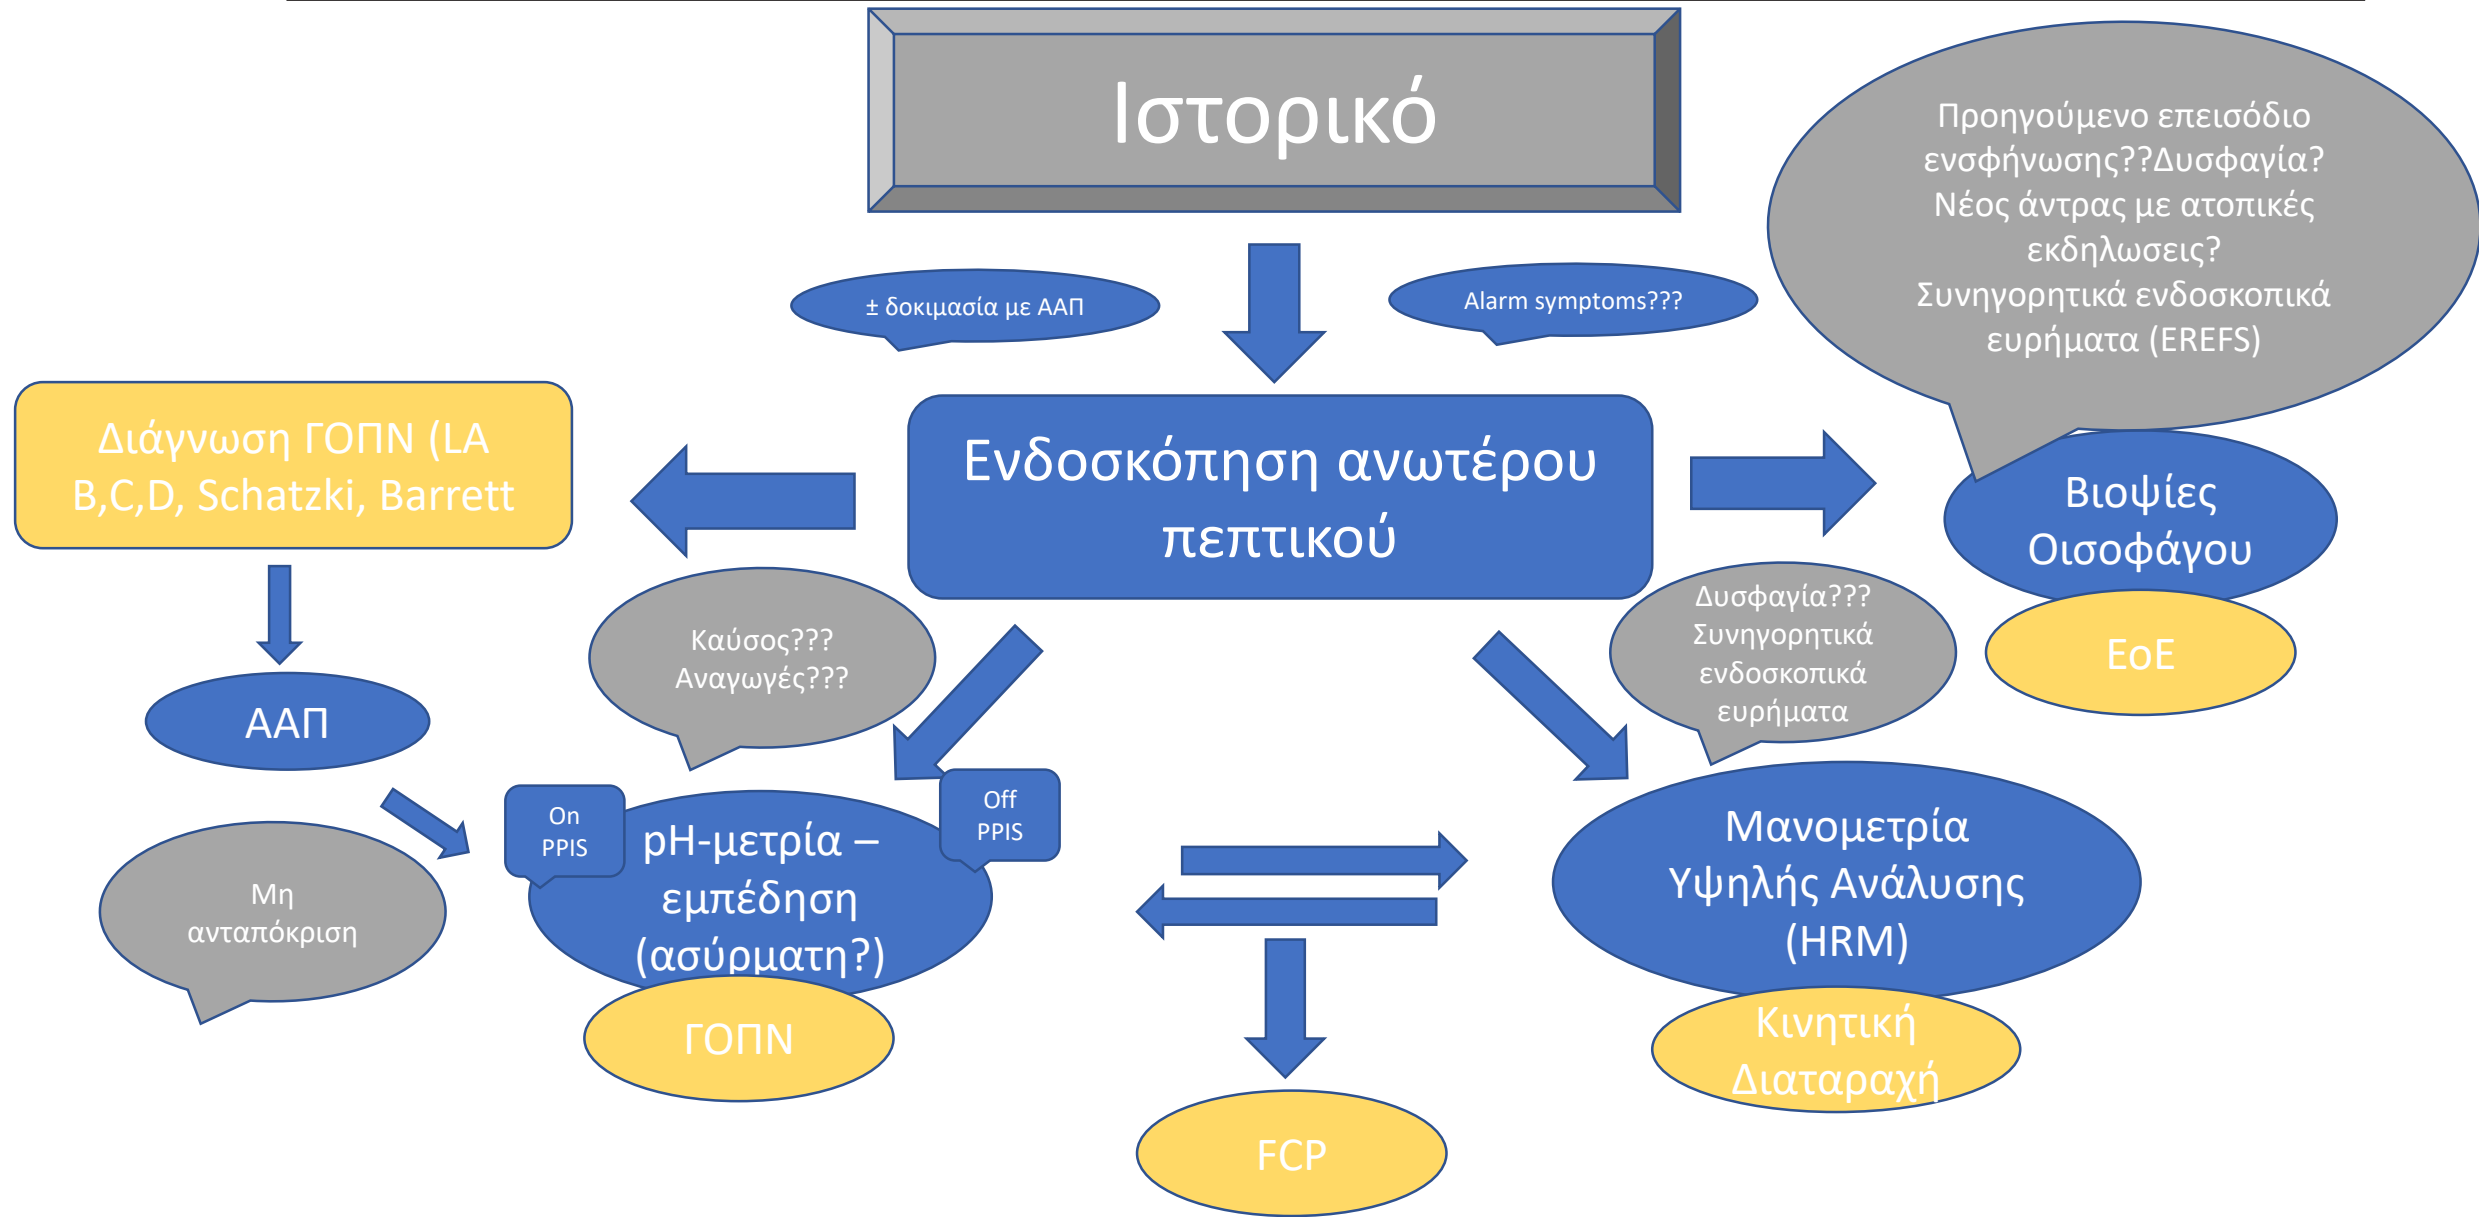 Ιστορικό
Προηγούμενο επεισόδιο
ενσφήνωσης??Δυσφαγία?
Νέος άντρας με ατοπικές
εκδηλωσεις?
Συνηγορητικά ενδοσκοπικά
ευρήματα (EREFS)
± δοκιμασία με ΑΑΠ
Alarm symptoms???
Διάγνωση ΓΟΠΝ (LA
B,C,D, Schatzki, Barrett
Ενδοσκόπηση ανωτέρου
πεπτικού
Βιοψίες
Οισοφάγου
EoE
Καύσος???
Αναγωγές???
Δυσφαγία???
Συνηγορητικά
ενδοσκοπικά
ευρήματα
ΑΑΠ
Μη
ανταπόκριση
On
PPIS
Off
PPIS
pH-μετρία –
εμπέδηση
(ασύρματη?)
ΓΟΠΝ
Μανομετρία
Υψηλής Ανάλυσης
(HRM)
Κινητική
Διαταραχή
FCP